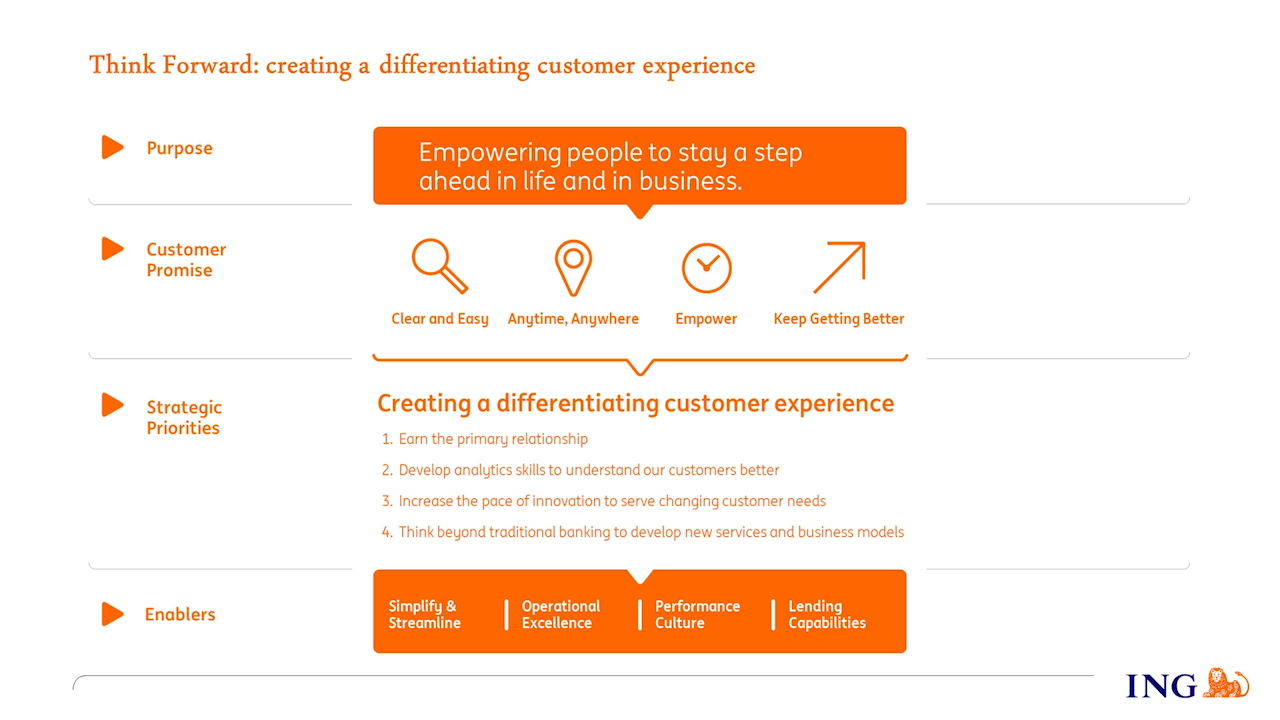 Think Forward: creating a differentiating customer experience
Purpose
Empowering people to stay a step
ahead in life and in business.
Customer
Promise
Clear and Easy
Anytime, Anywhere
Empower
Keep Getting Better
Strategic
Priorities
Creating a differentiating customer experience
1. Earn the primary relationship
2. Develop analytics skills to understand our customers better
3. Increase the pace of innovation to serve changing customer needs
4. Think beyond traditional banking to develop new services and business models
Enablers
Simplify &
Streamline
Operational
Excellence
Performance
Culture
Lending
Capabilities
ING